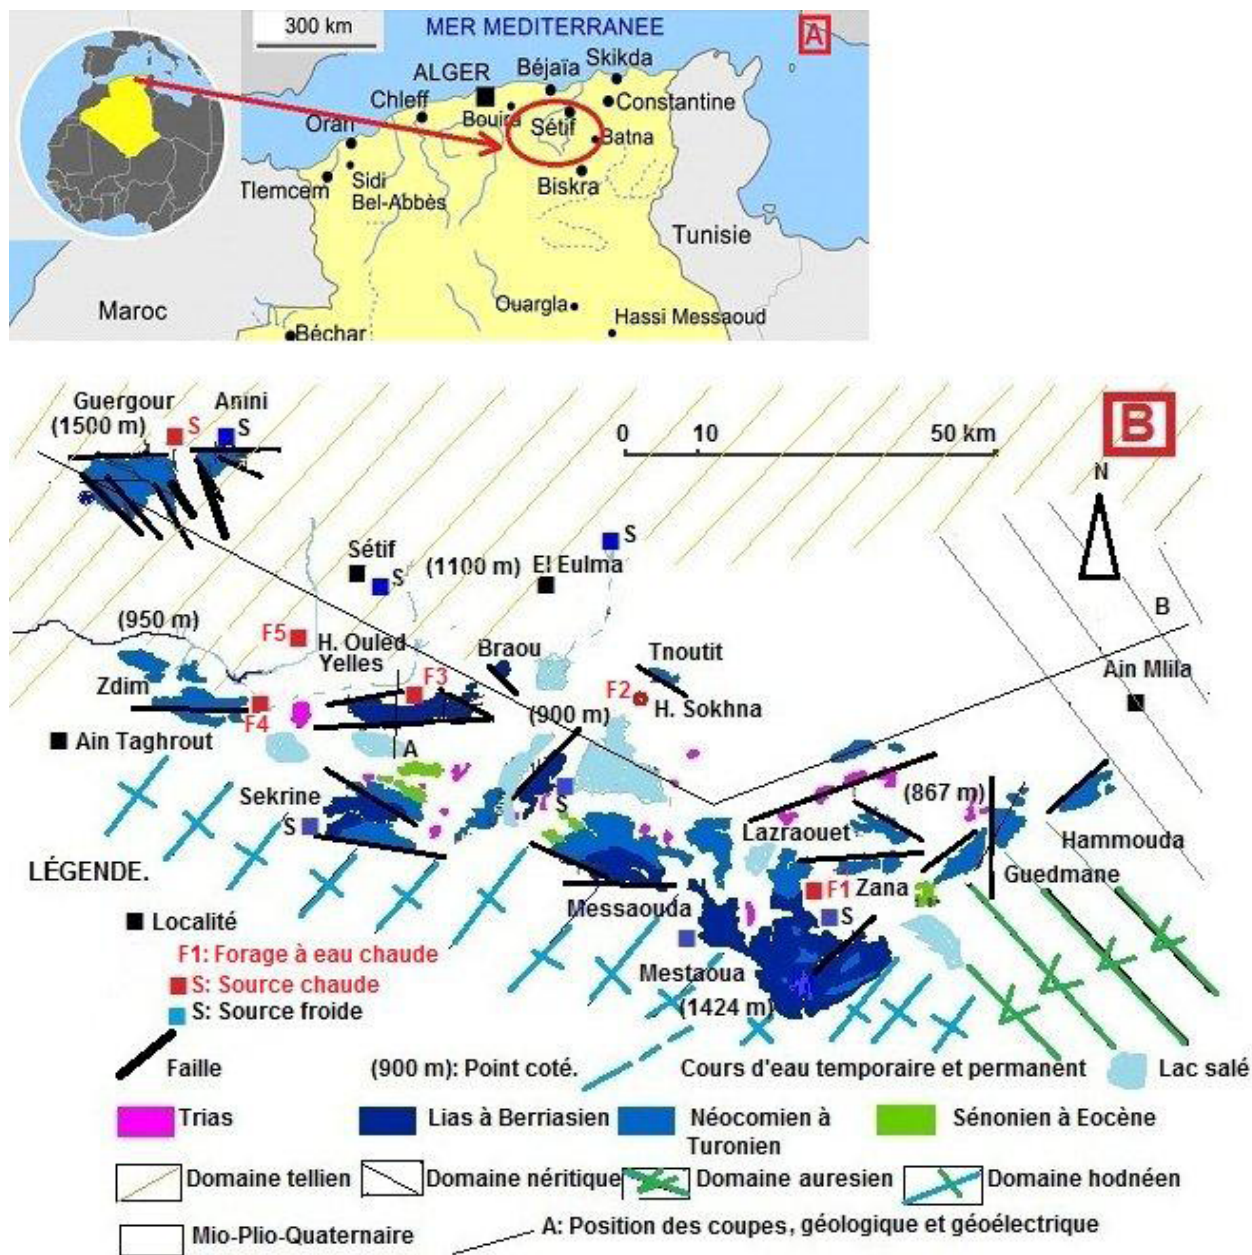 300 km
MER MEDITERRANEE
A
ALGER
Béjaïa
Skikda
Chleff
Bouira
Constantine
Oran
Sétif
Batna
Tlemcem
Sidi
Bel-Abbès
Biskra
Tunisie
Maroc
Ouargla
Hassi Messaoud
Béchar
Guergour
(1500 m)
S
Anini
S
0 10 50 km
B
N
Sétif
S
(1100 m)
El Eulma
S
(950 m)
F5
H. Ouled
Yelles
Braou
Tnoutit
B
Zdim
F4
F3
F2
H. Sokhna
Ain Mlila
Ain Taghrout
A
(900 m)
Sekrine
S
S
Lazraouet
(867 m)
Hammouda
Guedmane
LÉGENDE.
Messaouda
F1
Zana
S
Mestaoua
(1424 m)
Localité
F1: Forage à eau chaude
S: Source chaude
S: Source froide
Faille
(900 m): Point coté.
Cours d'eau temporaire et permanent
Lac salé
Trias
Lias à Berriasien
Néocomien à
Turonien
Sénonien à Eocène
Domaine tellien
Domaine néritique
Domaine auresien
Domaine hodnéen
Mio-Plio-Quaternaire
A: Position des coupes, géologique et géoélectrique